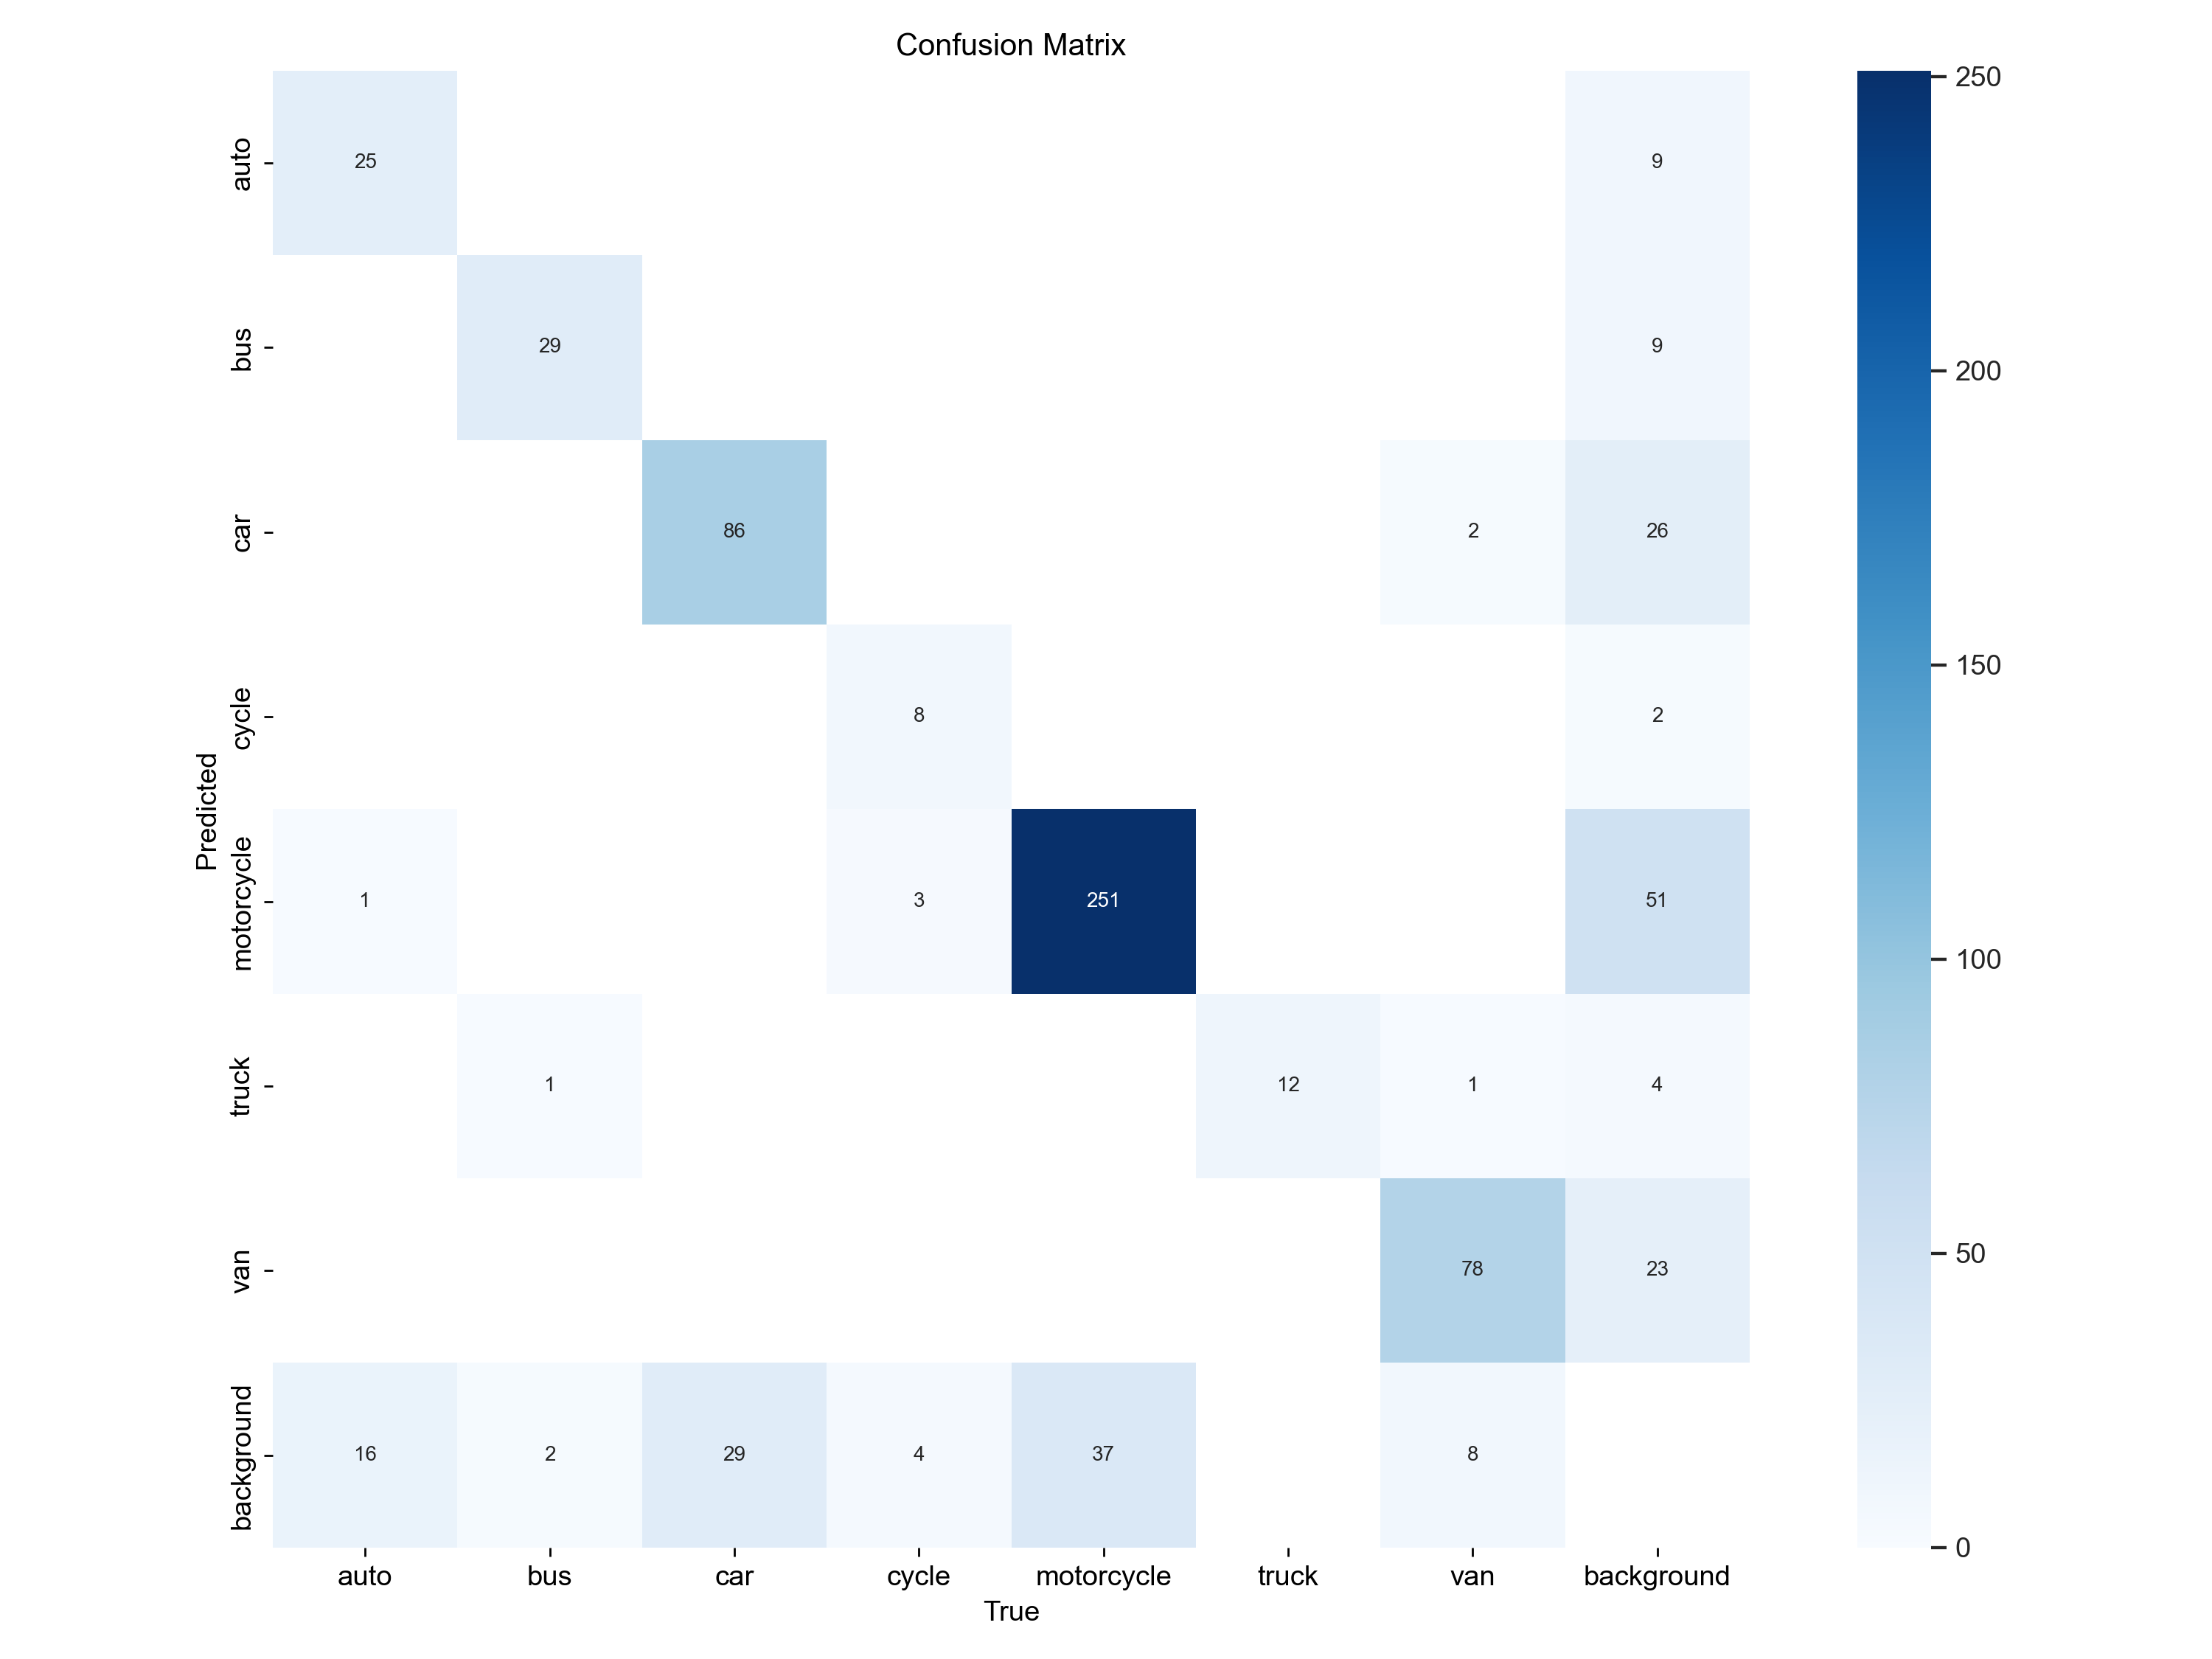 Confusion Matrix
250
auto
25
9
bus
29
9
200
car
86
2
26
150
cycle
8
2
Predicted
motorcycle
1
3
251
51
100
truck
1
12
1
4
50
van
78
23
background
16
2
29
4
37
8
0
auto bus car cycle motorcycle truck van background
True